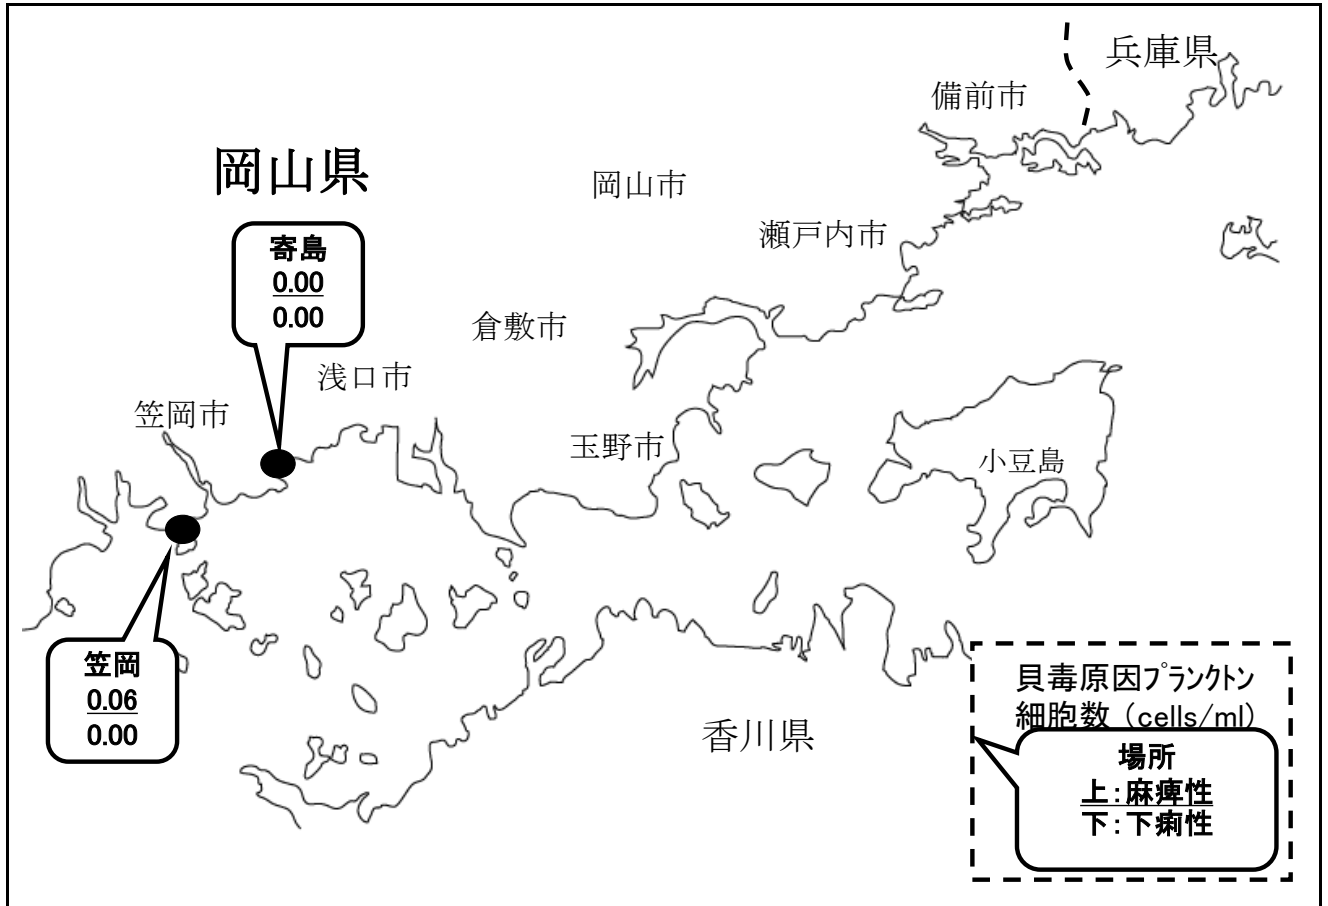 兵庫県
備前市
岡山県
岡山市
瀬戸内市
寄島
0.00
0.00
倉敷市
浅口市
笠岡市
玉野市
小豆島
笠岡
0.06
0.00
香川県
貝毒原因プランクトン
細胞数 (cells/ml)
場所
上:麻痺性
下:下痢性